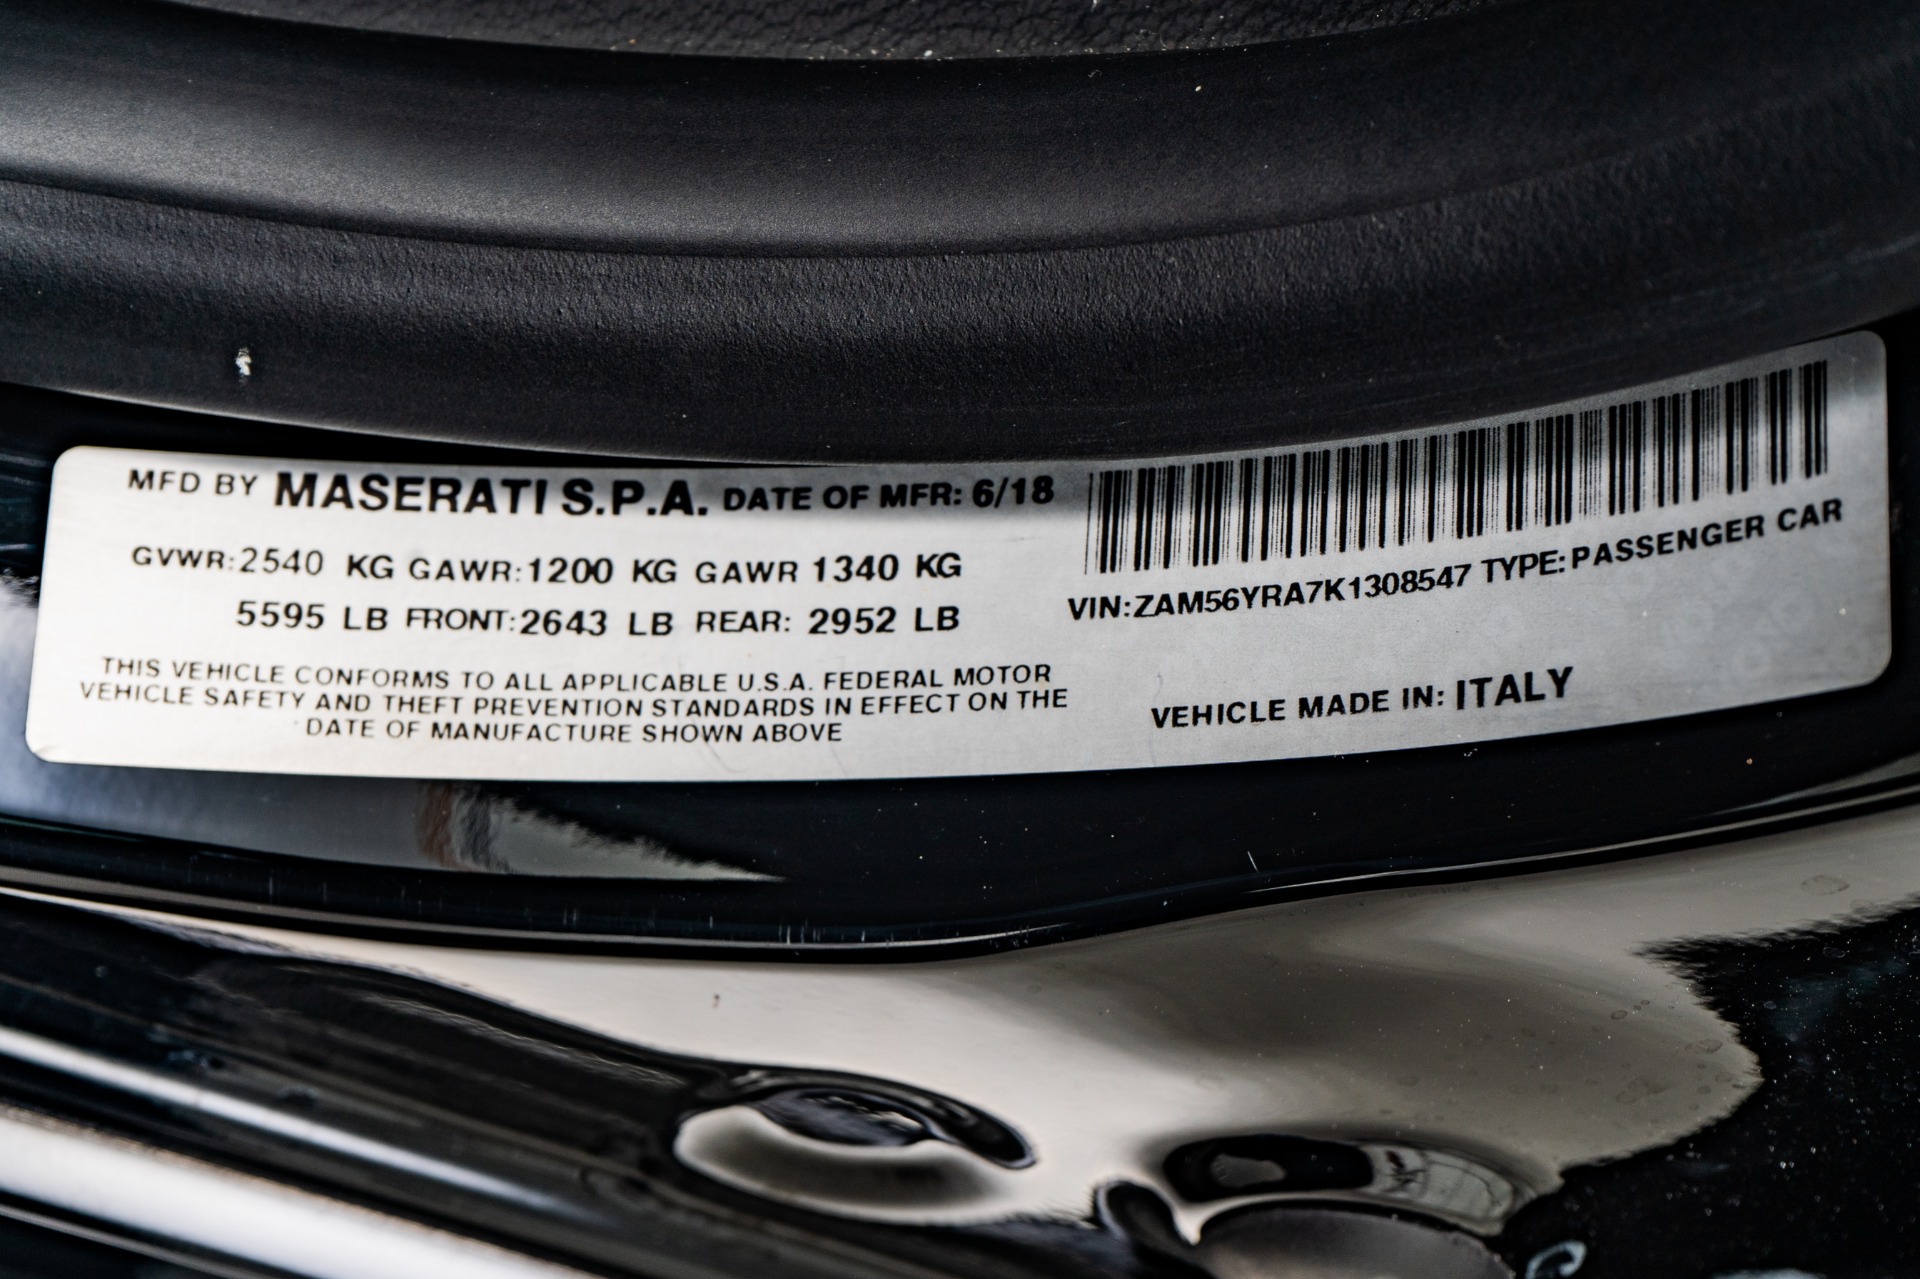 MFD BY MASERATI S.P.A. DATE OF MFR: 6/18
GVWR:2540 KG GAWR:1200 KG GAWR 1340 KG
5595 LB FRONT:2643 LB REAR: 2952 LB
THIS VEHICLE CONFORMS TO ALL APPLICABLE U.S.A. FEDERAL MOTOR
VEHICLE SAFETY AND THEFT PREVENTION STANDARDS IN EFFECT ON THE
DATE OF MANUFACTURE SHOWN ABOVE
VIN:ZAM56YRA7K1308547 TYPE:PASSENGER CAR
VEHICLE MADE IN: ITALY